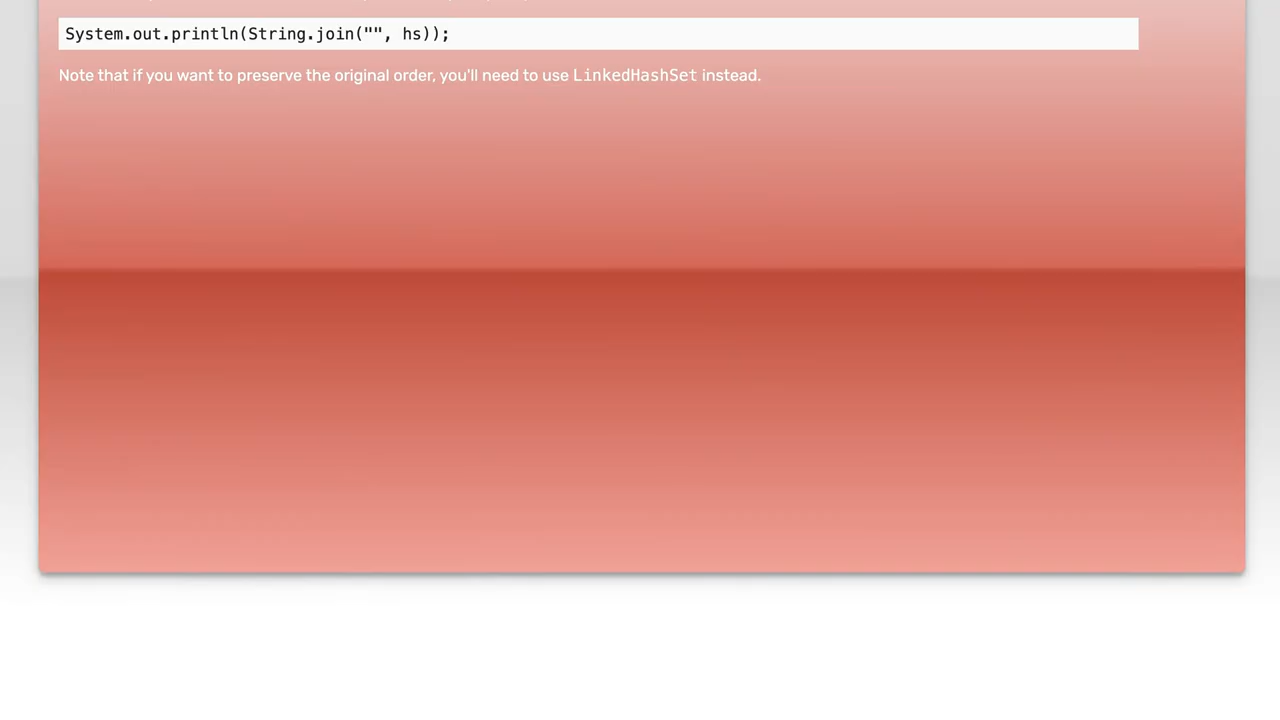 System.out.println(String.join("", hs));
Note that if you want to preserve the original order, you'll need to use LinkedHashSet instead.